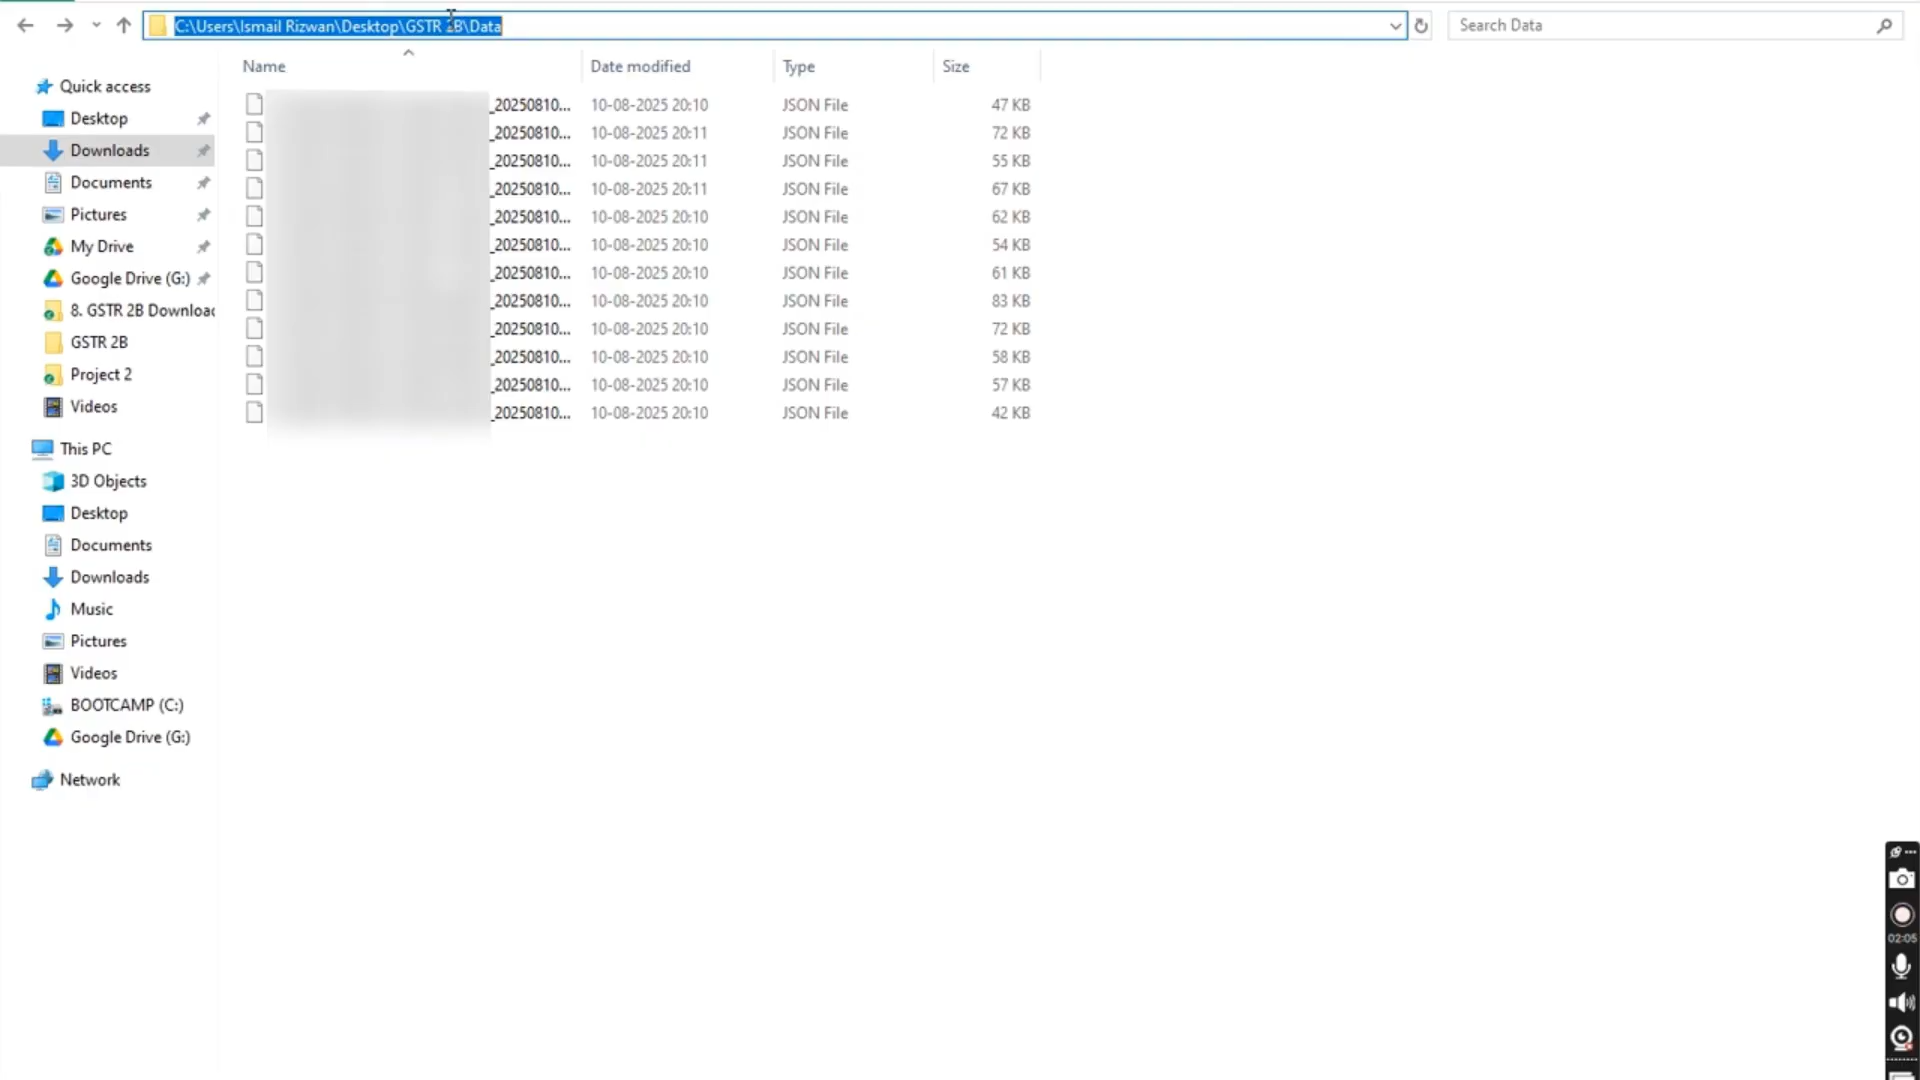 C:\Users\Ismail Rizwan\Desktop\GSTR 2B\Data
Search Data
Name
Date modified
Type
Size
Quick access
Desktop
Downloads
Documents
Pictures
My Drive
Google Drive (G:)
8. GSTR 2B Downloac
GSTR 2B
Project 2
Videos
This PC
3D Objects
Desktop
Documents
Downloads
Music
Pictures
Videos
BOOTCAMP (C:)
Google Drive (G:)
Network
_20250810... 10-08-2025 20:10 JSON File 47 KB
_20250810... 10-08-2025 20:11 JSON File 72 KB
_20250810... 10-08-2025 20:11 JSON File 55 KB
_20250810... 10-08-2025 20:11 JSON File 67 KB
_20250810... 10-08-2025 20:10 JSON File 62 KB
_20250810... 10-08-2025 20:10 JSON File 54 KB
_20250810... 10-08-2025 20:10 JSON File 61 KB
_20250810... 10-08-2025 20:10 JSON File 83 KB
_20250810... 10-08-2025 20:10 JSON File 72 KB
_20250810... 10-08-2025 20:10 JSON File 58 KB
_20250810... 10-08-2025 20:10 JSON File 57 KB
_20250810... 10-08-2025 20:10 JSON File 42 KB
02:05